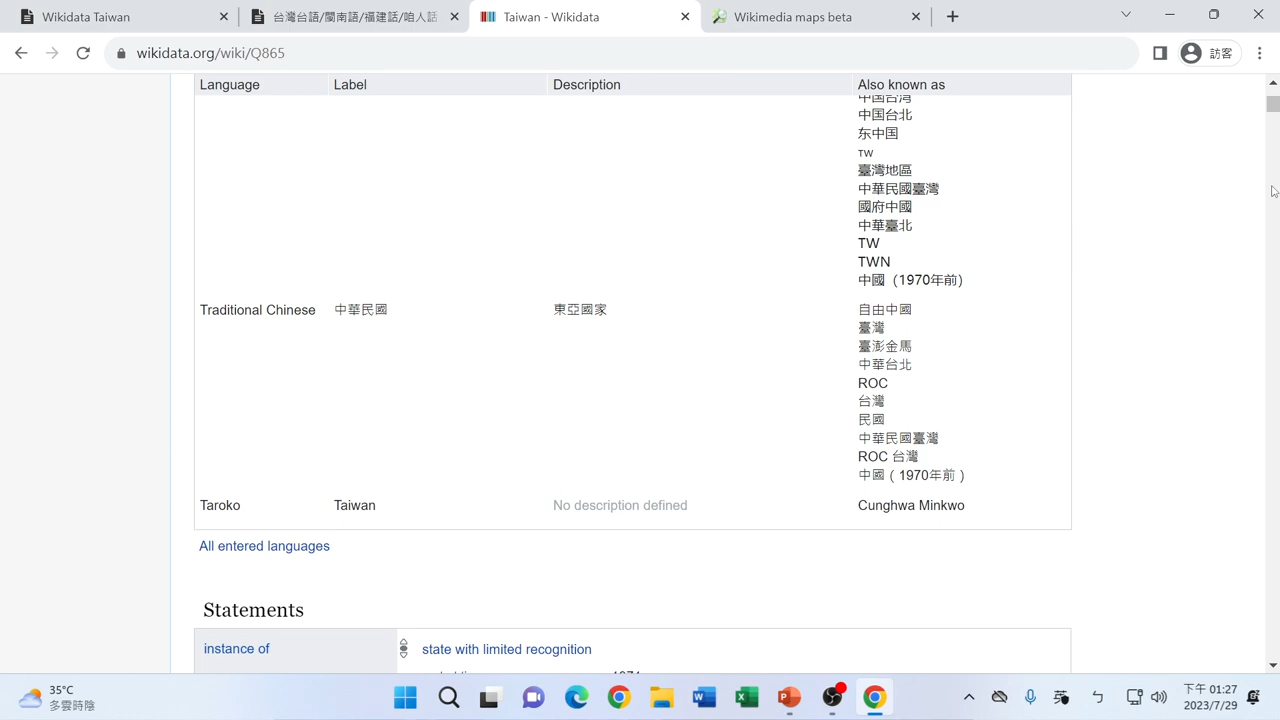 Wikidata Taiwan
台灣台語/閩南語/福建話/咱人話
Taiwan - Wikidata
Wikimedia maps beta
wikidata.org/wiki/Q865
訪客
Language Label Description Also known as
中国台湾
中国台北
东中国
TW
臺灣地區
中華民國臺灣
國府中國
中華臺北
TW
TWN
中國（1970年前）
Traditional Chinese 中華民國 東亞國家 自由中國
臺灣
臺澎金馬
中華台北
ROC
台灣
民國
中華民國臺灣
ROC 台灣
中國（1970年前）
Taroko Taiwan No description defined Cunghwa Minkwo
All entered languages
Statements
instance of state with limited recognition
35°C
多雲時陰
英
下午 01:27
2023/7/29